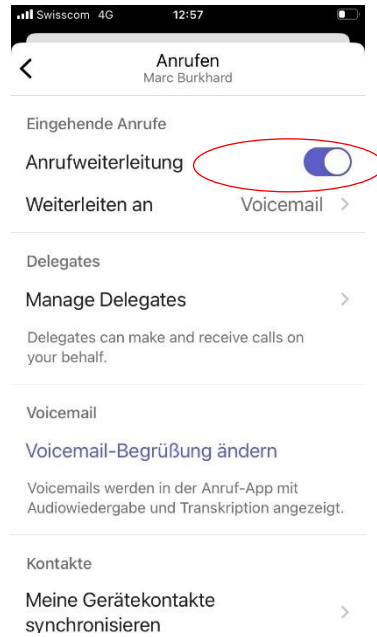 Swisscom 4G 12:57
Anrufen
Marc Burkhard
Eingehende Anrufe
Anrufweiterleitung
Weiterleiten an Voicemail
Delegates
Manage Delegates
Delegates can make and receive calls on
your behalf.
Voicemail
Voicemail-Begrüßung ändern
Voicemails werden in der Anruf-App mit
Audiowiedergabe und Transkription angezeigt.
Kontakte
Meine Gerätekontakte
synchronisieren